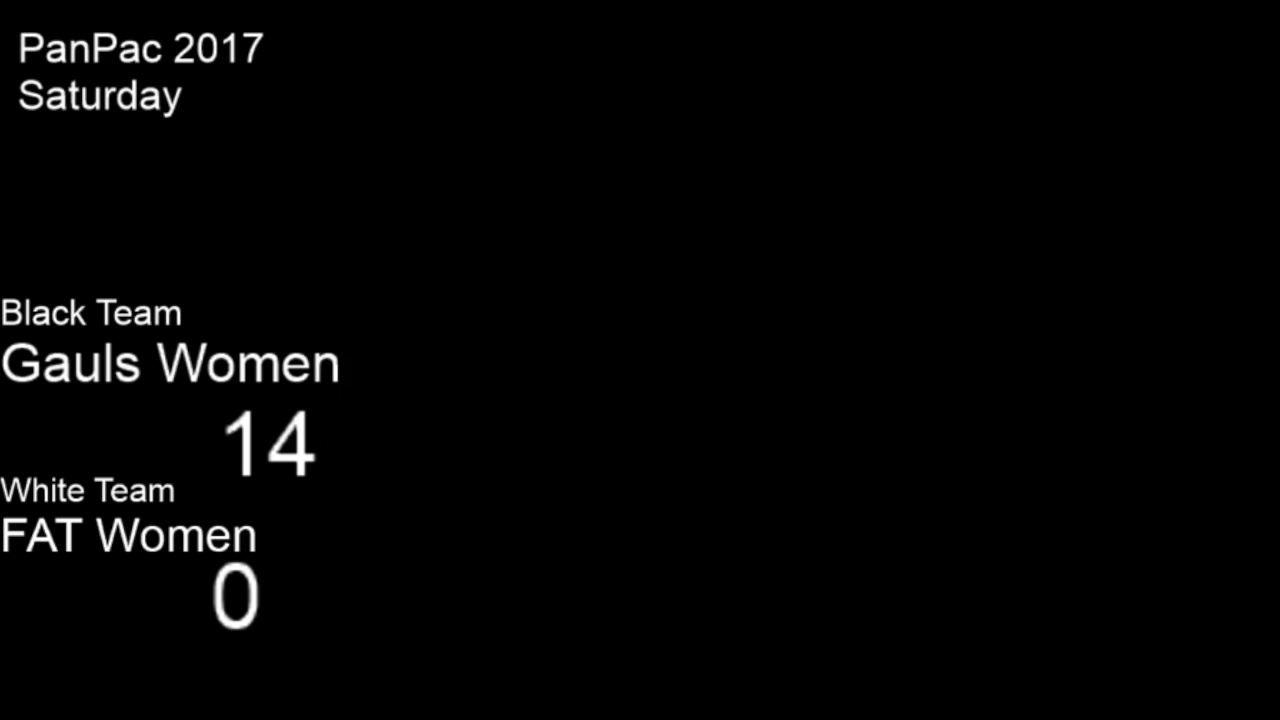 PanPac 2017
Saturday
Black Team
Gauls Women
14
White Team
FAT Women
0